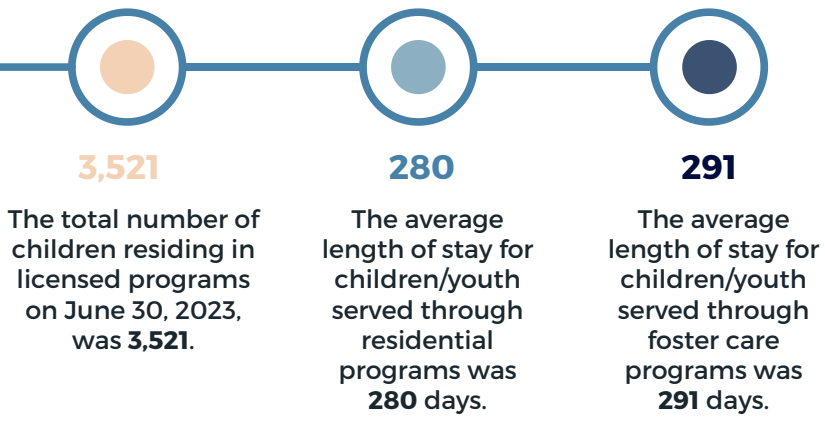 3,521
The total number of
children residing in
licensed programs
on June 30, 2023,
was 3,521.
280
The average
length of stay for
children/youth
served through
residential
programs was
280 days.
291
The average
length of stay for
children/youth
served through
foster care
programs was
291 days.